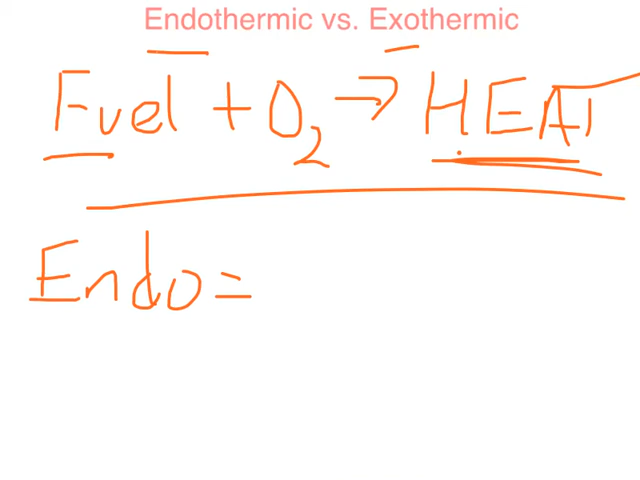 Endothermic vs. Exothermic
Fuel + O2 → HEAT
Endo =